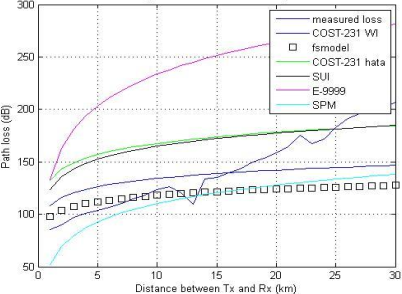 300
250
200
150
100
50
Path loss (dB)
0
5
10
15
20
25
30
Distance between Tx and Rx (km)
measured loss
COST-231 WI
fsmodel
COST-231 hata
SUI
E-9999
SPM